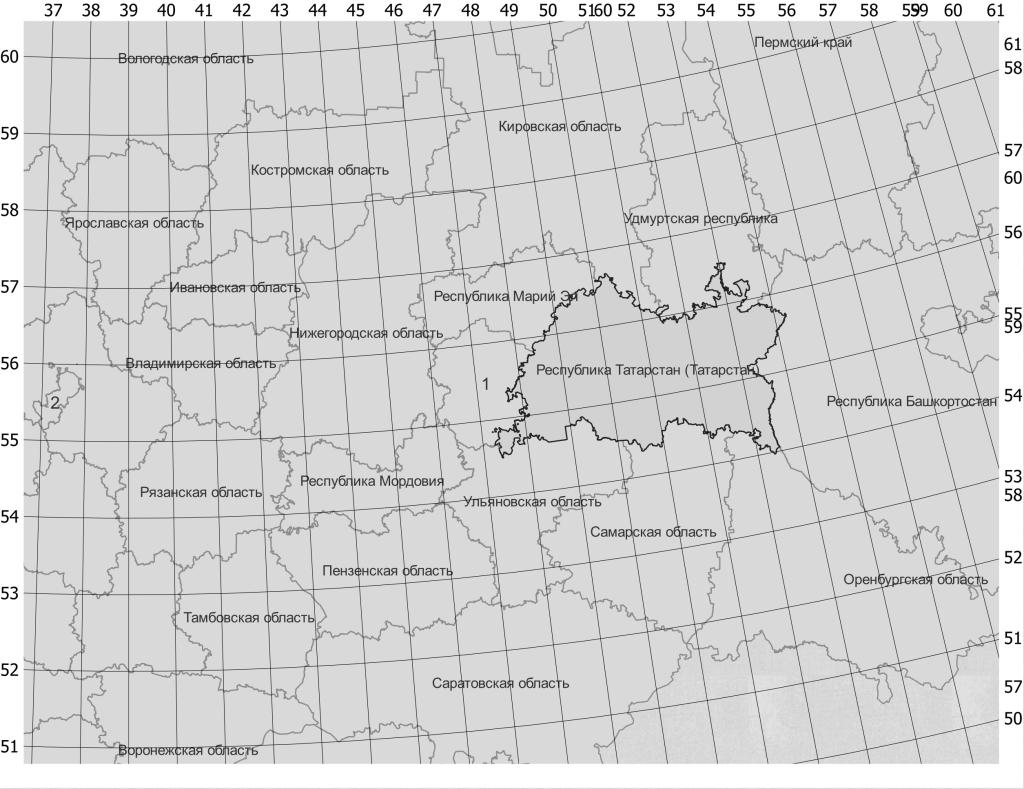 37 38 39 40 41 42 43 44 45 46 47 48 49 50 51 60 52 53 54 55 56 57 58 59 59 60 61
60
Вологодская область
Пермский край
61
58
59
Костромская область
Кировская область
57
60
58
Ярославская область
Удмуртская республика
56
57
Ивановская область
Республика Марий Эл
55
59
Нижегородская область
56
Владимирская область
1
Республика Татарстан (Татарстан)
54
2
Республика Башкортостан
55
Рязанская область
Республика Мордовия
53
58
54
Ульяновская область
Самарская область
52
53
Пензенская область
Оренбургская область
Тамбовская область
51
52
Саратовская область
57
50
51
Воронежская область